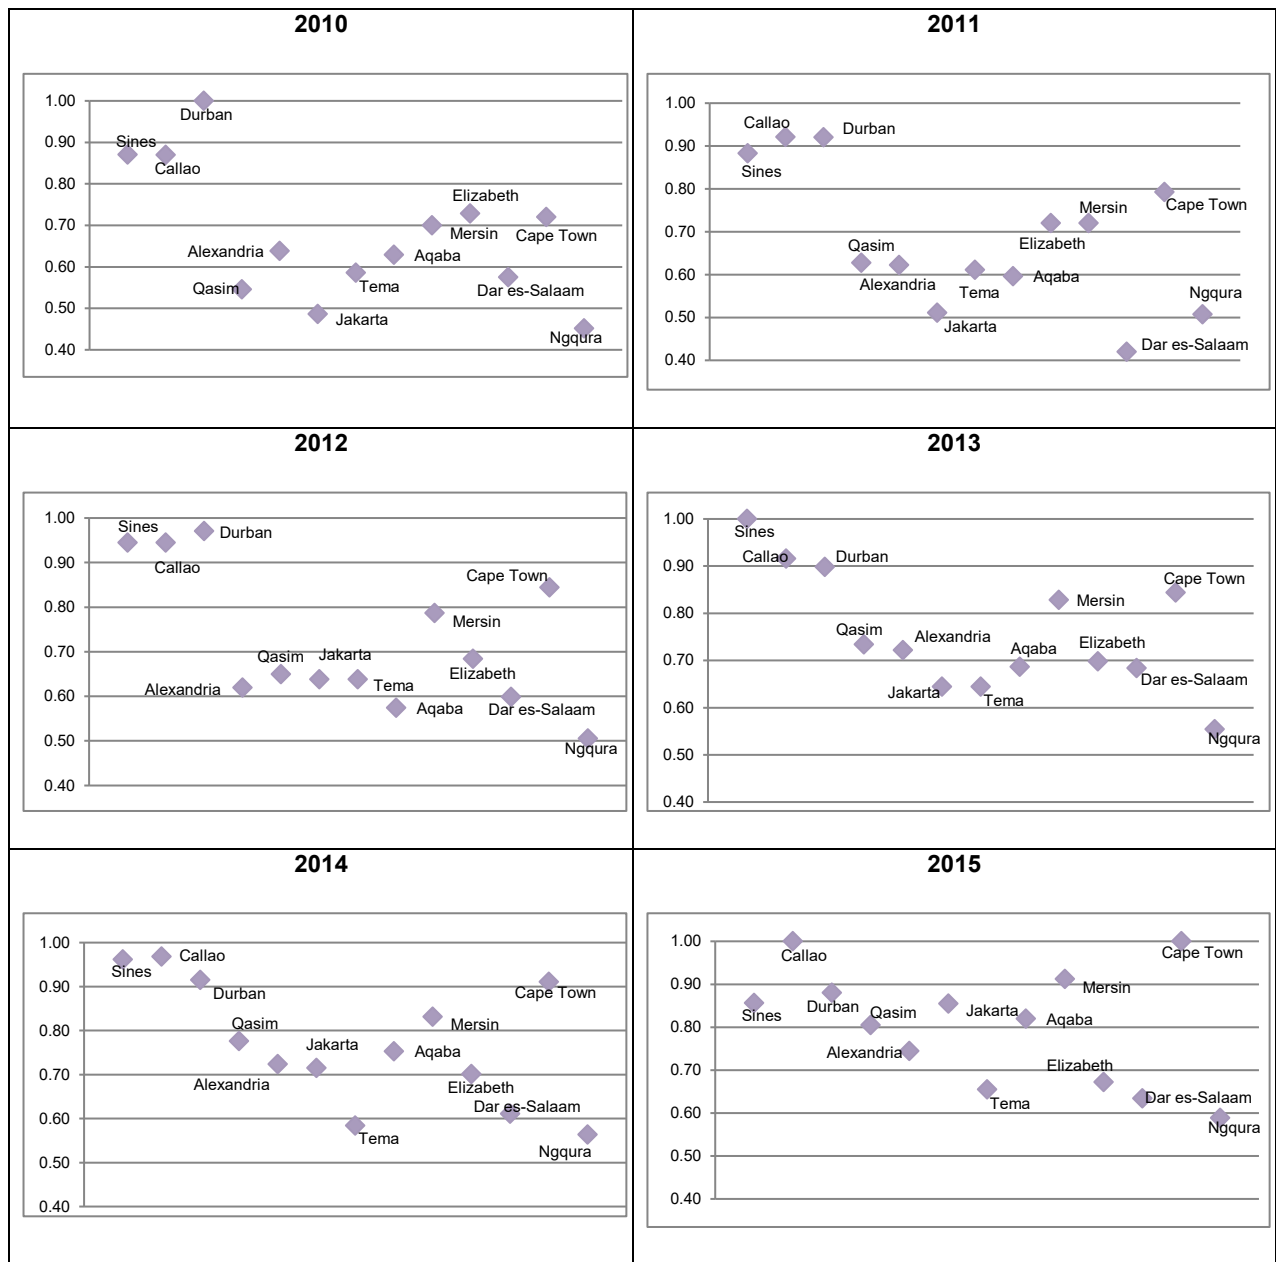 2010
1.00
0.90
0.80
0.70
0.60
0.50
0.40
Durban
Sines
Callao
Elizabeth
Mersin
Cape Town
Alexandria
Aqaba
Qasim
Tema
Dar es-Salaam
Jakarta
Ngqura
2011
1.00
0.90
0.80
0.70
0.60
0.50
0.40
Callao
Durban
Sines
Cape Town
Mersin
Elizabeth
Qasim
Alexandria
Tema
Aqaba
Ngqura
Jakarta
Dar es-Salaam
2012
1.00
0.90
0.80
0.70
0.60
0.50
0.40
Sines
Durban
Callao
Cape Town
Mersin
Qasim
Jakarta
Elizabeth
Alexandria
Tema
Aqaba
Dar es-Salaam
Ngqura
2013
1.00
0.90
0.80
0.70
0.60
0.50
0.40
Sines
Callao
Durban
Cape Town
Mersin
Qasim
Alexandria
Aqaba
Elizabeth
Dar es-Salaam
Jakarta
Tema
Ngqura
2014
1.00
0.90
0.80
0.70
0.60
0.50
0.40
Callao
Sines
Durban
Cape Town
Qasim
Mersin
Jakarta
Aqaba
Alexandria
Elizabeth
Dar es-Salaam
Tema
Ngqura
2015
1.00
0.90
0.80
0.70
0.60
0.50
0.40
Callao
Cape Town
Mersin
Durban
Sines
Qasim
Jakarta
Aqaba
Alexandria
Elizabeth
Dar es-Salaam
Tema
Ngqura